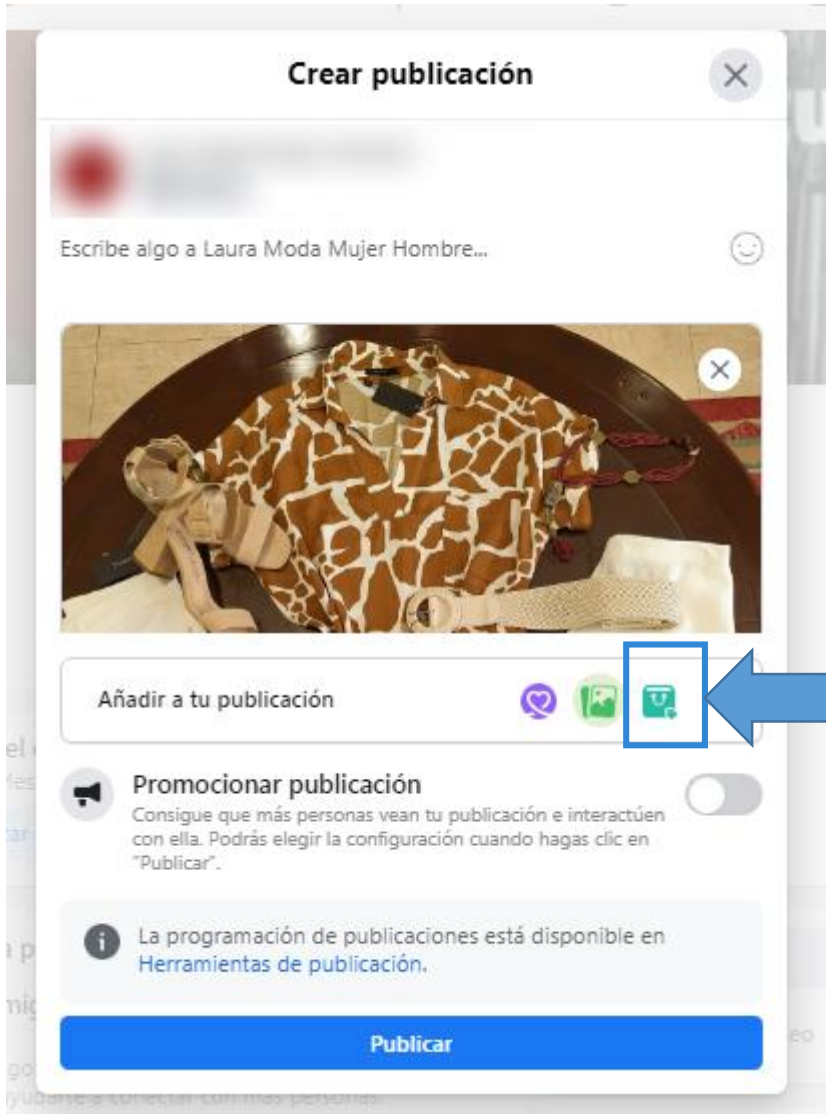 Crear publicación
Escribe algo a Laura Moda Mujer Hombre...
Añadir a tu publicación
Promocionar publicación
Consigue que más personas vean tu publicación e interactúen
con ella. Podrás elegir la configuración cuando hagas clic en
"Publicar".
La programación de publicaciones está disponible en
Herramientas de publicación.
Publicar